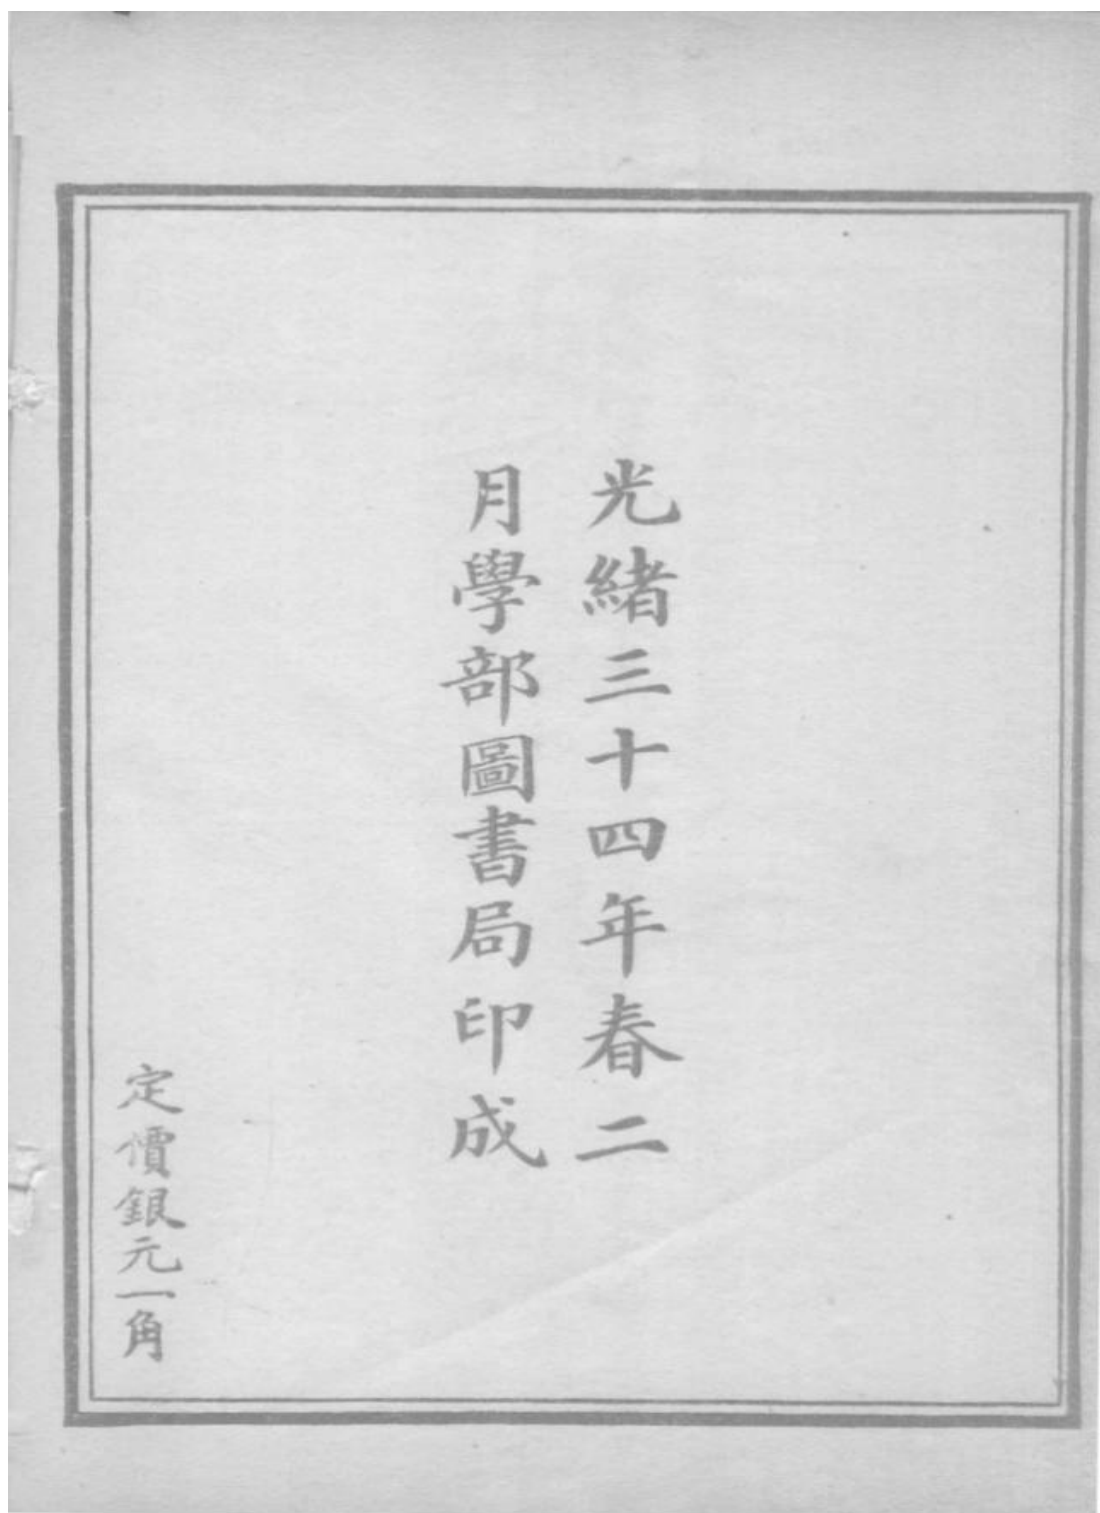 光緒三十四年春二
月學部圖書局印成
定價銀元一角